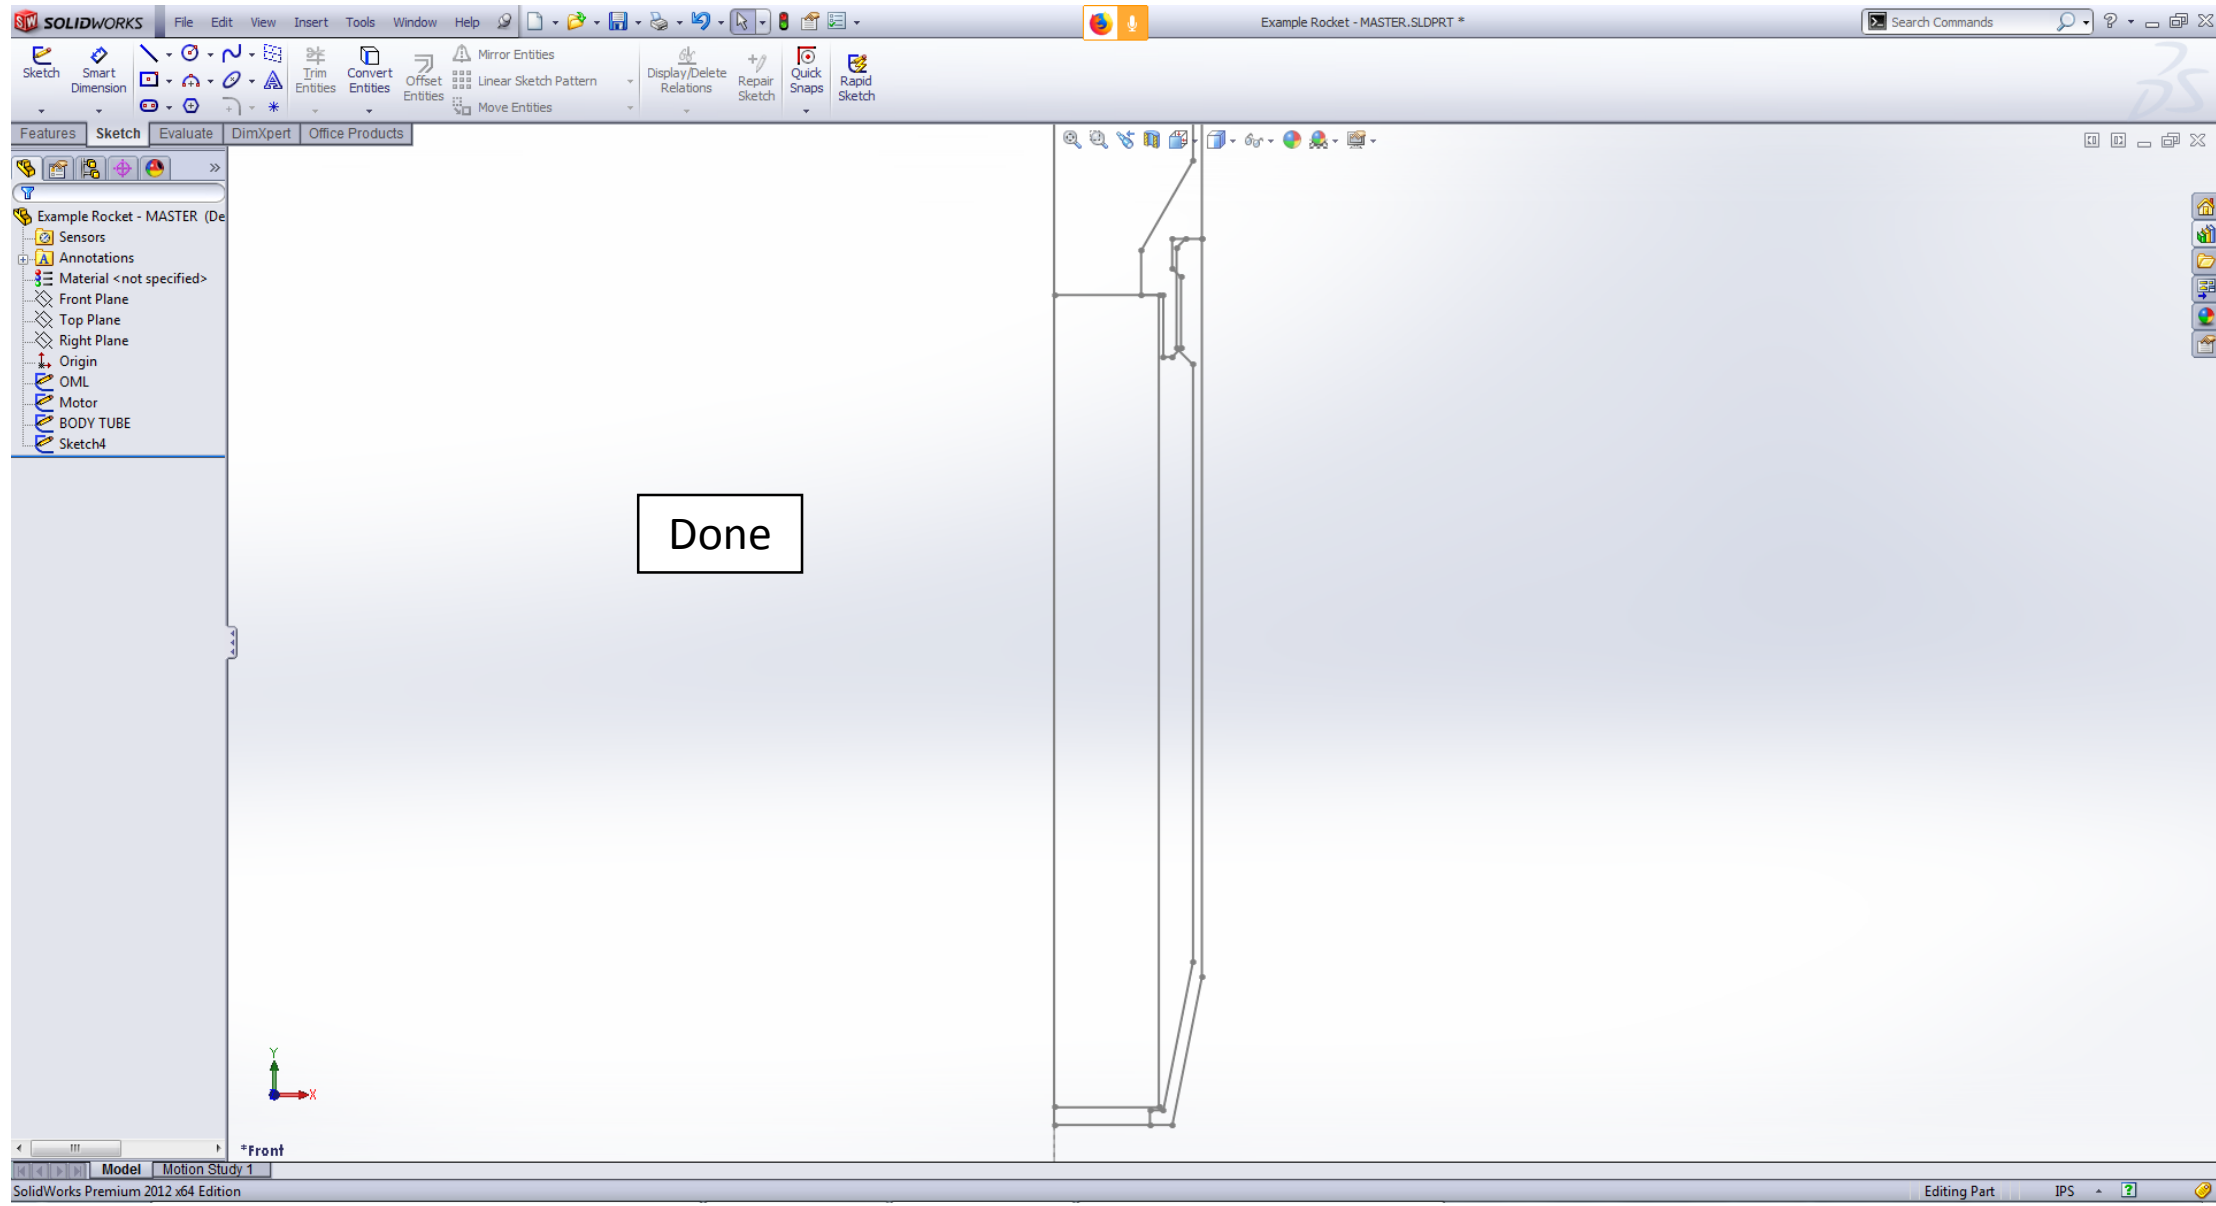 SOLIDWORKS File Edit View Insert Tools Window Help Example Rocket - MASTER.SLDPRT * Search Commands
Sketch Smart Dimension Trim Entities Convert Entities Offset Entities Mirror Entities Linear Sketch Pattern Move Entities Display/Delete Relations Repair Sketch Quick Snaps Rapid Sketch
Features Sketch Evaluate DimXpert Office Products
Example Rocket - MASTER (De
Sensors
Annotations
Material <not specified>
Front Plane
Top Plane
Right Plane
Origin
OML
Motor
BODY TUBE
Sketch4
Done
Y
X
*Front
Model Motion Study 1
SolidWorks Premium 2012 x64 Edition Editing Part IPS